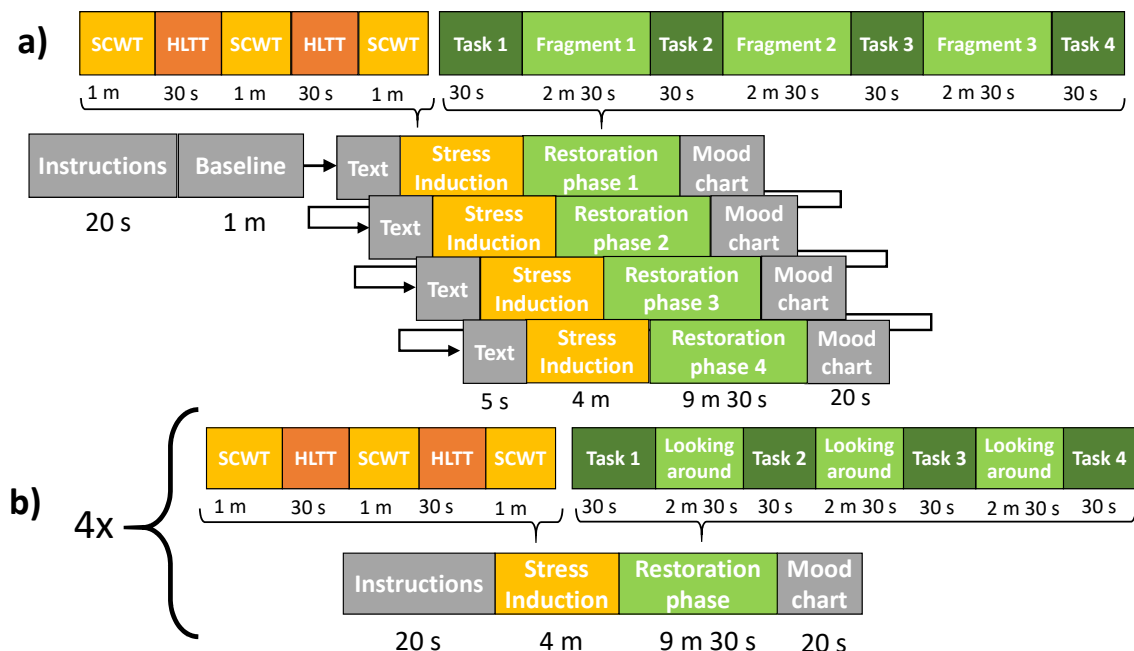 a)
SCWT HLTT SCWT HLTT SCWT
Task 1 Fragment 1 Task 2 Fragment 2 Task 3 Fragment 3 Task 4
1 m 30 s 1 m 30 s 1 m
30 s 2 m 30 s 30 s 2 m 30 s 30 s 2 m 30 s 30 s
Instructions Baseline
20 s 1 m
Text
Stress
Induction
Restoration
phase 1
Mood
chart
Text
Stress
Induction
Restoration
phase 2
Mood
chart
Text
Stress
Induction
Restoration
phase 3
Mood
chart
Text
Stress
Induction
Restoration
phase 4
Mood
chart
5 s 4 m 9 m 30 s 20 s
b)
4x
SCWT HLTT SCWT HLTT SCWT
Task 1
Looking
around
Task 2
Looking
around
Task 3
Looking
around
Task 4
1 m 30 s 1 m 30 s 1 m
30 s 2 m 30 s 30 s 2 m 30 s 30 s 2 m 30 s 30 s
Instructions
Stress
Induction
Restoration
phase
Mood
chart
20 s 4 m 9 m 30 s 20 s